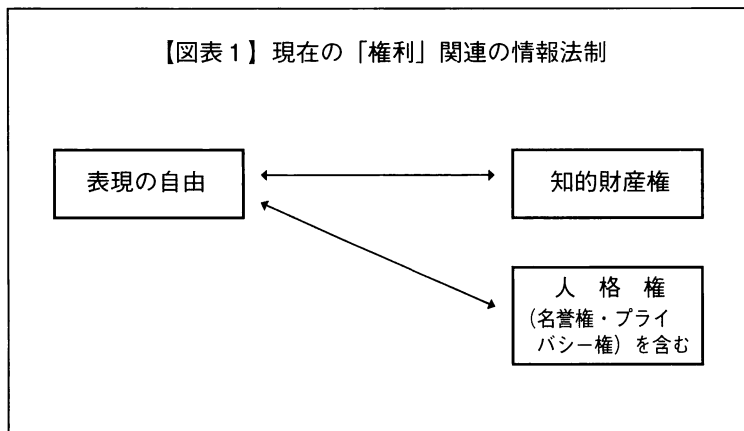 【図表１】現在の「権利」関連の情報法制
表現の自由
知的財産権
人 格 権
(名誉権・プライ
バシー権) を含む